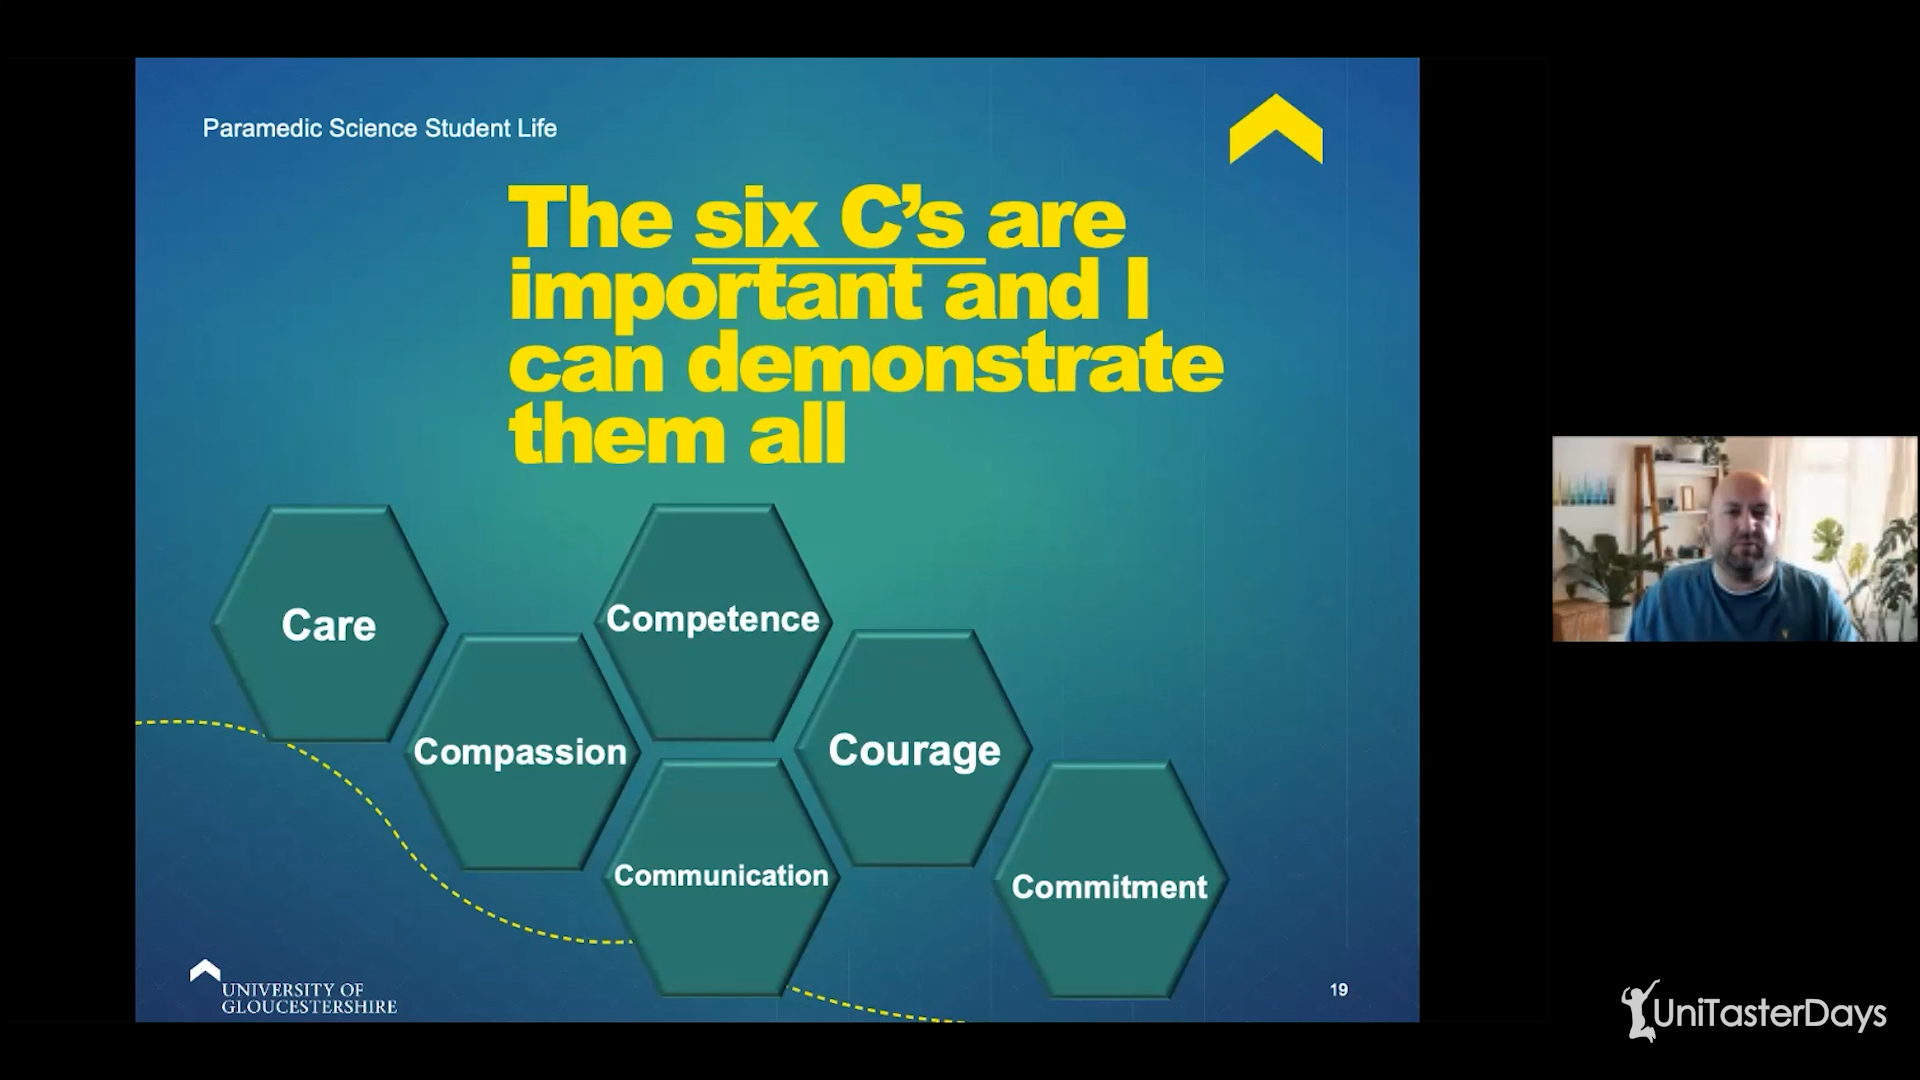 Paramedic Science Student Life
The six C’s are
important and I
can demonstrate
them all
Care
Competence
Compassion
Courage
Communication
Commitment
UNIVERSITY OF
GLOUCESTERSHIRE
19
UniTasterDays